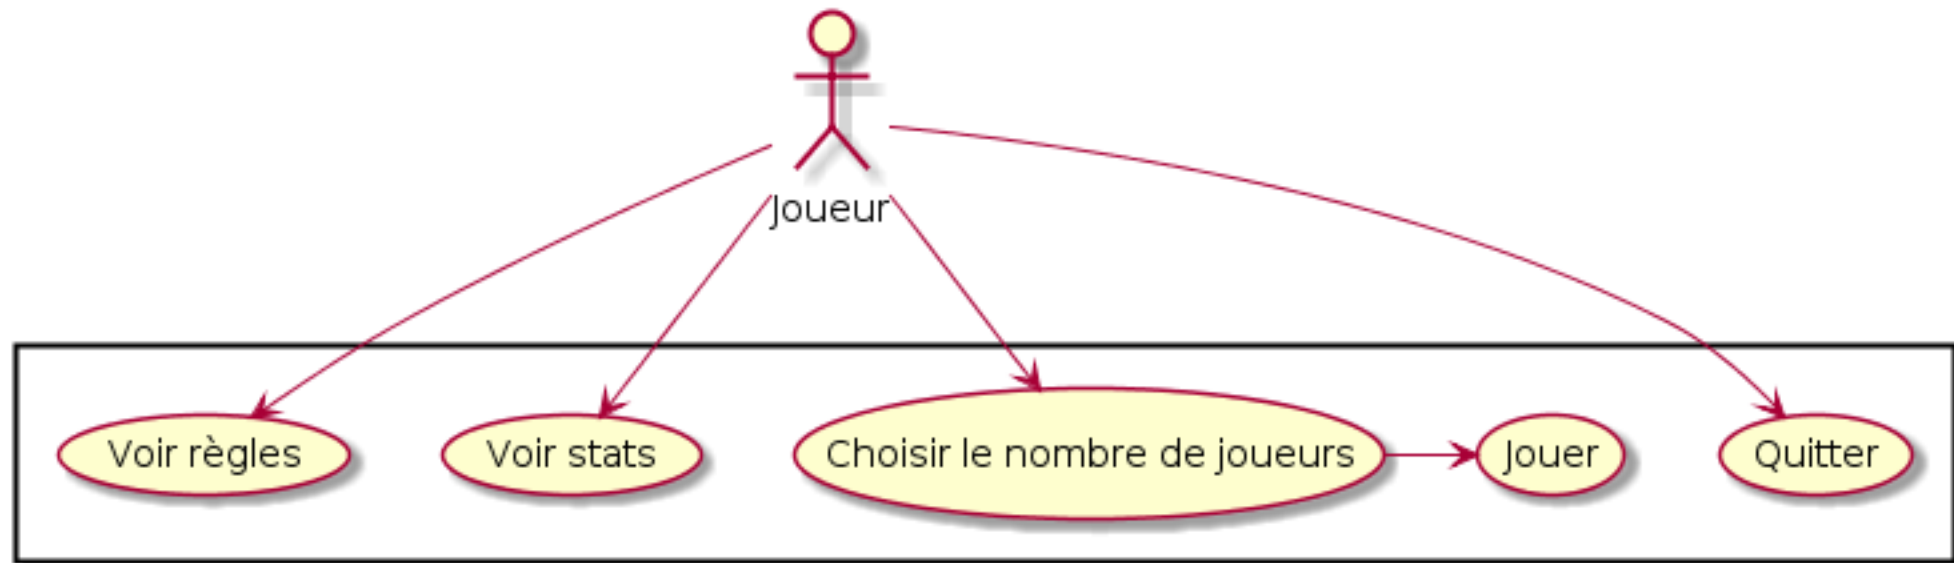 Joueur
Voir règles
Voir stats
Choisir le nombre de joueurs
Jouer
Quitter